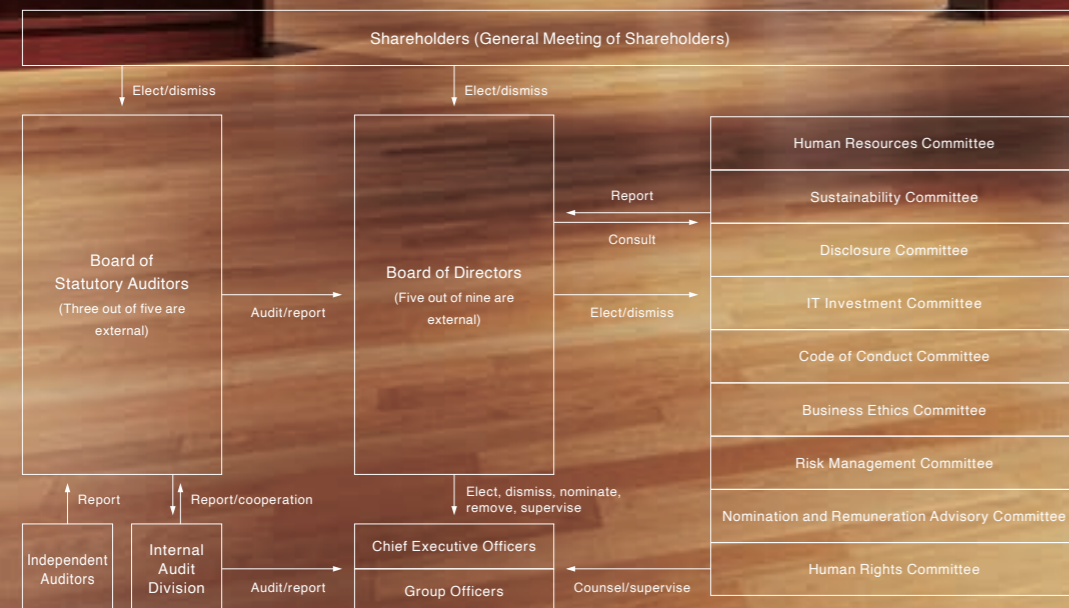 Shareholders (General Meeting of Shareholders)
Elect/dismiss
Elect/dismiss
Board of
Statutory Auditors
(Three out of five are
external)
Audit/report
Board of Directors
(Five out of nine are
external)
Report
Consult
Elect/dismiss
Human Resources Committee
Sustainability Committee
Disclosure Committee
IT Investment Committee
Code of Conduct Committee
Business Ethics Committee
Risk Management Committee
Nomination and Remuneration Advisory Committee
Human Rights Committee
Report
Report/cooperation
Elect, dismiss, nominate,
remove, supervise
Independent
Auditors
Internal
Audit
Division
Audit/report
Chief Executive Officers
Group Officers
Counsel/supervise